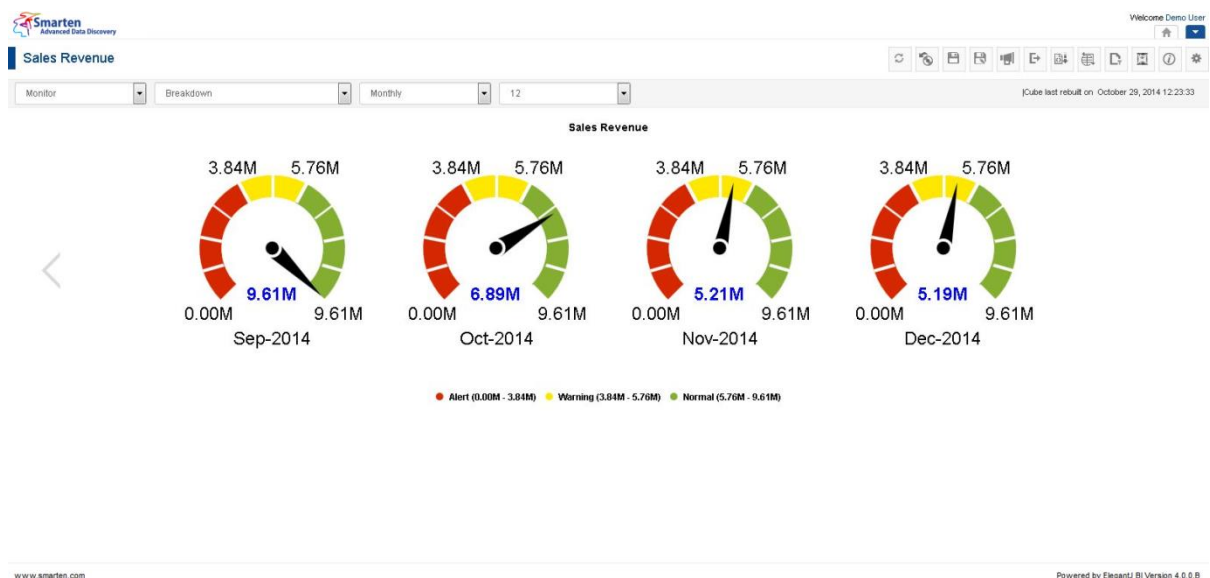 Smarten
Advanced Data Discovery
Welcome Demo User
Sales Revenue
Monitor Breakdown Monthly 12 |Cube last rebuilt on October 29, 2014 12:23:33
Sales Revenue
3.84M 5.76M 3.84M 5.76M 3.84M 5.76M 3.84M 5.76M
9.61M 6.89M 5.21M 5.19M
0.00M 9.61M 0.00M 9.61M 0.00M 9.61M 0.00M 9.61M
Sep-2014 Oct-2014 Nov-2014 Dec-2014
Alert (0.00M - 3.84M) Warning (3.84M - 5.76M) Normal (5.76M - 9.61M)
www.smarten.com Powered by ElegantJ BI Version 4.0.0.B